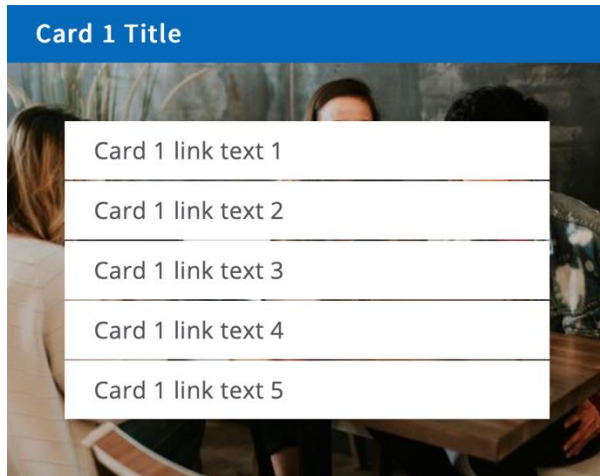 Card 1 Title
Card 1 link text 1
Card 1 link text 2
Card 1 link text 3
Card 1 link text 4
Card 1 link text 5